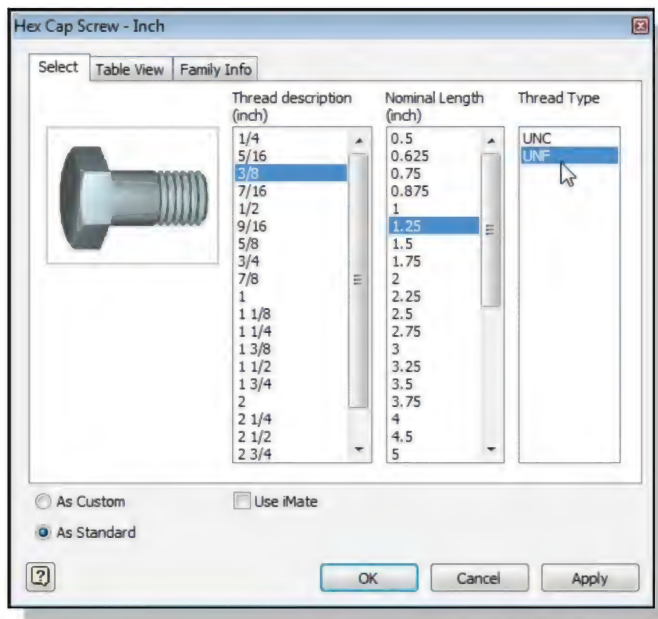 Hex Cap Screw - Inch
Select
Table View
Family Info
Thread description
(inch)
1/4
5/16
3/8
7/16
1/2
9/16
5/8
3/4
7/8
1
1 1/8
1 1/4
1 3/8
1 1/2
1 3/4
2
2 1/4
2 1/2
2 3/4
Nominal Length
(inch)
0.5
0.625
0.75
0.875
1
1.25
1.5
1.75
2
2.25
2.5
2.75
3
3.25
3.5
3.75
4
4.5
5
Thread Type
UNC
UNF
As Custom
Use iMate
As Standard
OK
Cancel
Apply